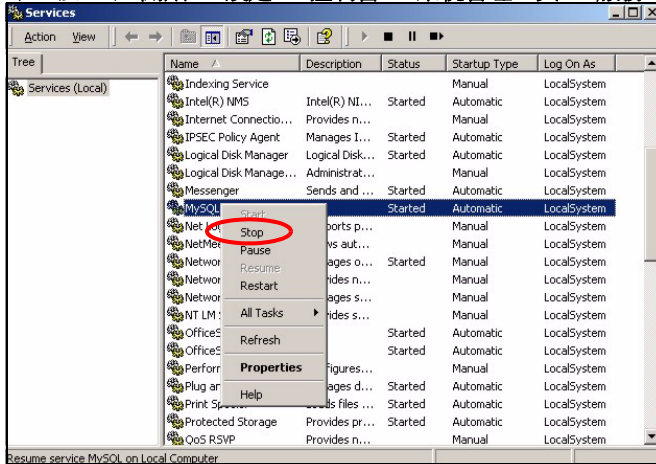 Services
Action View
Tree
Name Description Status Startup Type Log On As
Services (Local)
Indexing Service Manual LocalSystem
Intel(R) NMS Intel(R) NI... Started Automatic LocalSystem
Internet Connectio... Provides n... Manual LocalSystem
IPSEC Policy Agent Manages I... Started Automatic LocalSystem
Logical Disk Manager Logical Disk... Started Automatic LocalSystem
Logical Disk Manage... Administrat... Manual LocalSystem
Messenger Sends and ... Started Automatic LocalSystem
MySQL Started Automatic LocalSystem
Net Manual LocalSystem
Manual LocalSystem
Started Manual LocalSystem
Manual LocalSystem
Manual LocalSystem
NT LM Manual LocalSystem
Started Automatic LocalSystem
Started Automatic LocalSystem
Manual LocalSystem
Plug Started Automatic LocalSystem
Print files ... Started Automatic LocalSystem
Protected Storage Provides pr... Started Automatic LocalSystem
QoS RSVP Provides n... Manual LocalSystem
Start
Stop
Pause
Resume
Restart
All Tasks
Refresh
Properties
Help
Resume service MySQL on Local Computer